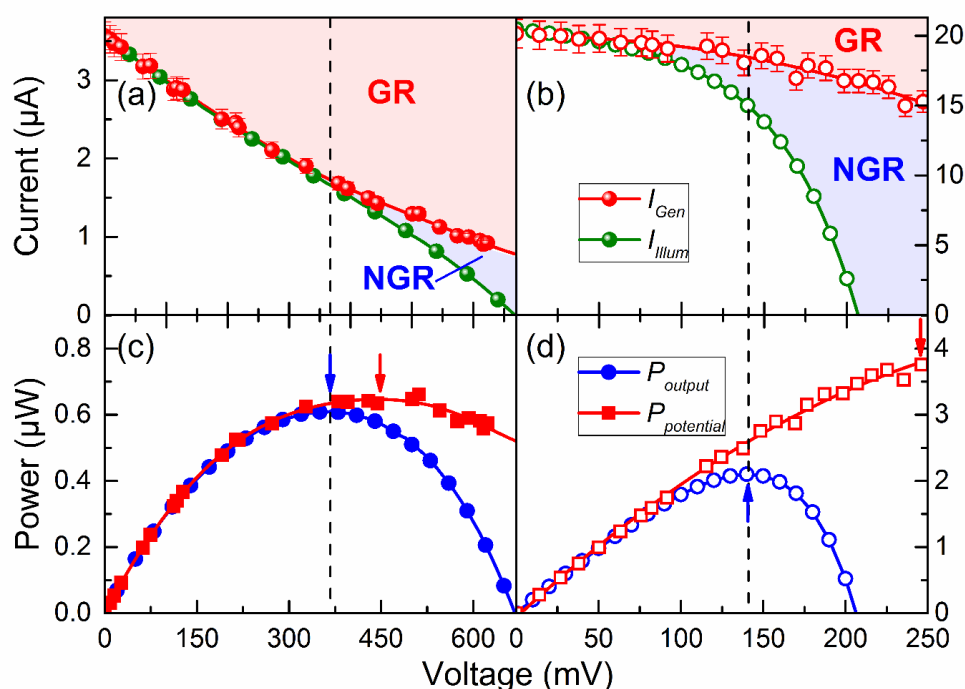 Current (μA)
3
2
1
0
(a)
GR
NGR
(b)
GR
NGR
I_Gen
I_Illum
20
15
10
5
0
Power (μW)
0.8
0.6
0.4
0.2
0.0
(c)
(d)
P_output
P_potential
4
3
2
1
0
0 150 300 450 600
0 50 100 150 200 250
Voltage (mV)